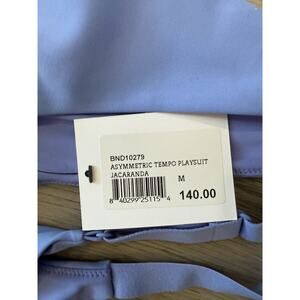 BND10279
ASYMMETRIC TEMPO PLAYSUIT
JACARANDA
M
8 40299 25115 4
140.00